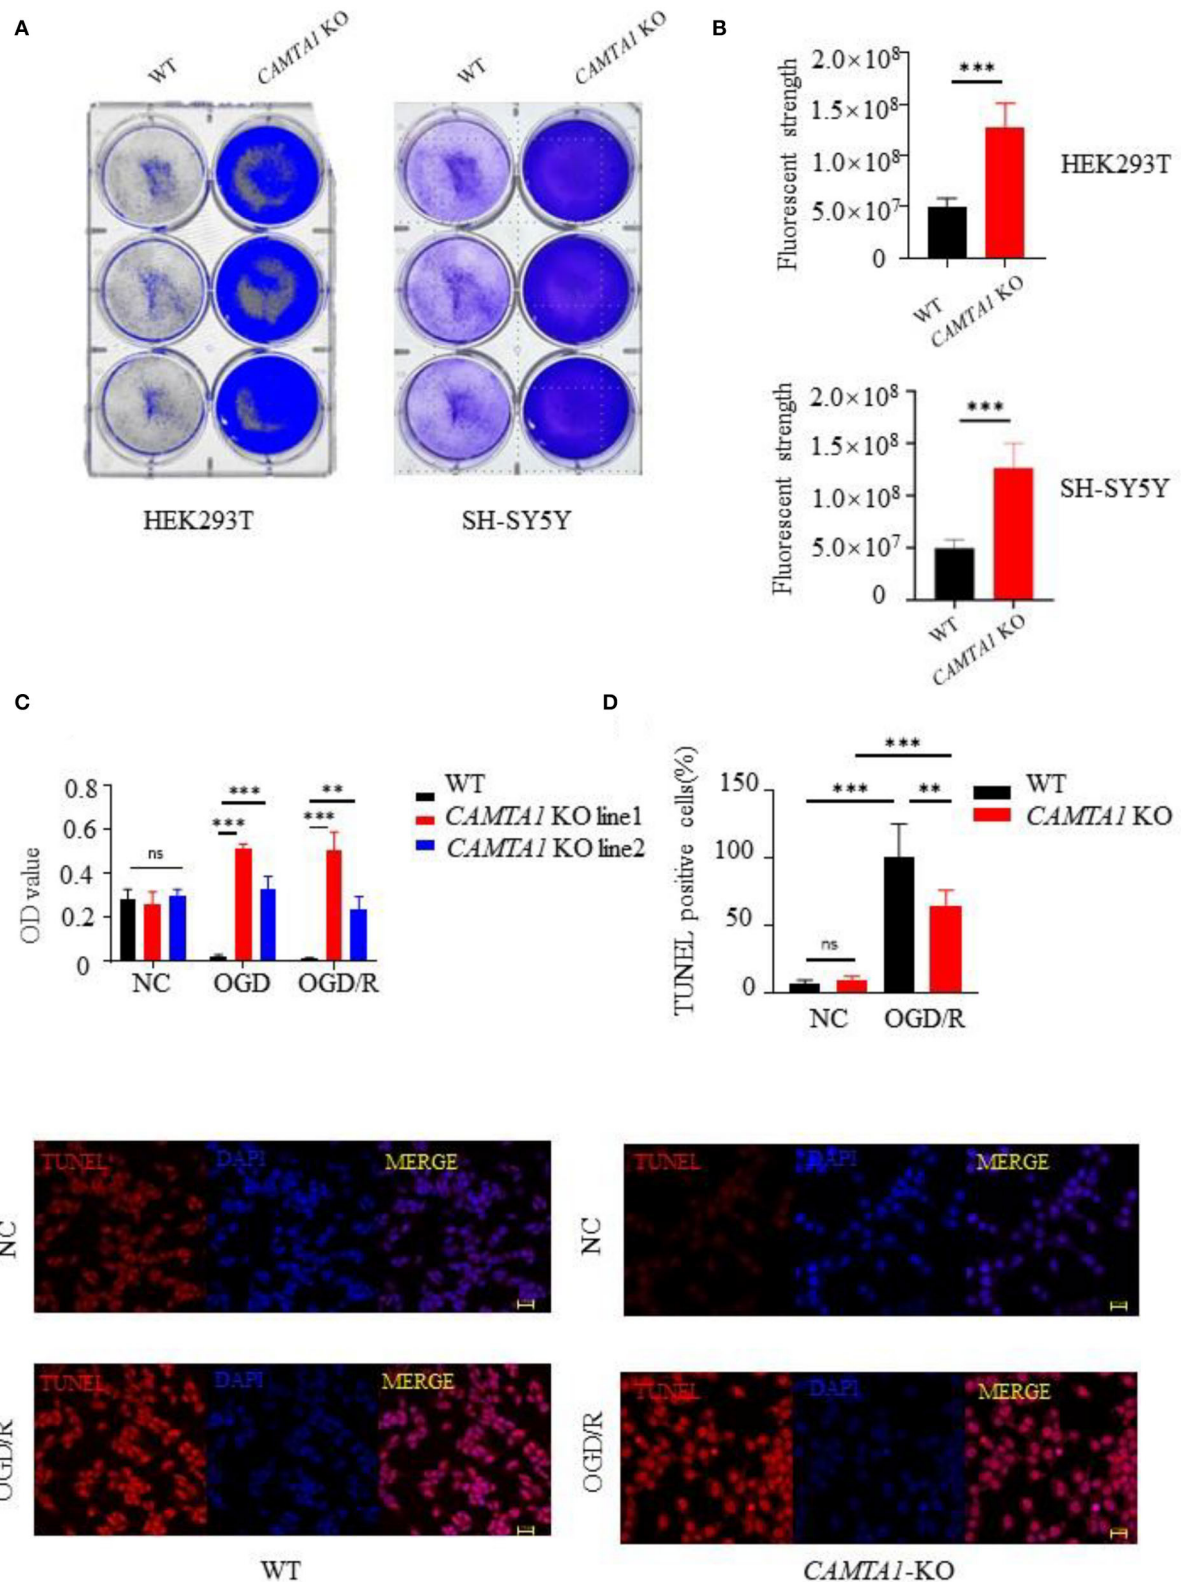 A
WT
CAMTA1 KO
WT
CAMTA1 KO
HEK293T
SH-SY5Y
B
Fluorescent strength
2.0×10⁸
1.5×10⁸
1.0×10⁸
5.0×10⁷
0
***
WT
CAMTA1 KO
HEK293T
Fluorescent strength
2.0×10⁸
1.5×10⁸
1.0×10⁸
5.0×10⁷
0
***
WT
CAMTA1 KO
SH-SY5Y
C
OD value
0.8
0.6
0.4
0.2
0
ns
***
***
**
***
NC
OGD
OGD/R
WT
CAMTA1 KO line1
CAMTA1 KO line2
D
TUNEL positive cells(%)
150
100
50
0
***
***
**
ns
NC
OGD/R
WT
CAMTA1 KO
NC
TUNEL
DAPI
MERGE
NC
TUNEL
DAPI
MERGE
OGD/R
TUNEL
DAPI
MERGE
OGD/R
TUNEL
DAPI
MERGE
WT
CAMTA1-KO